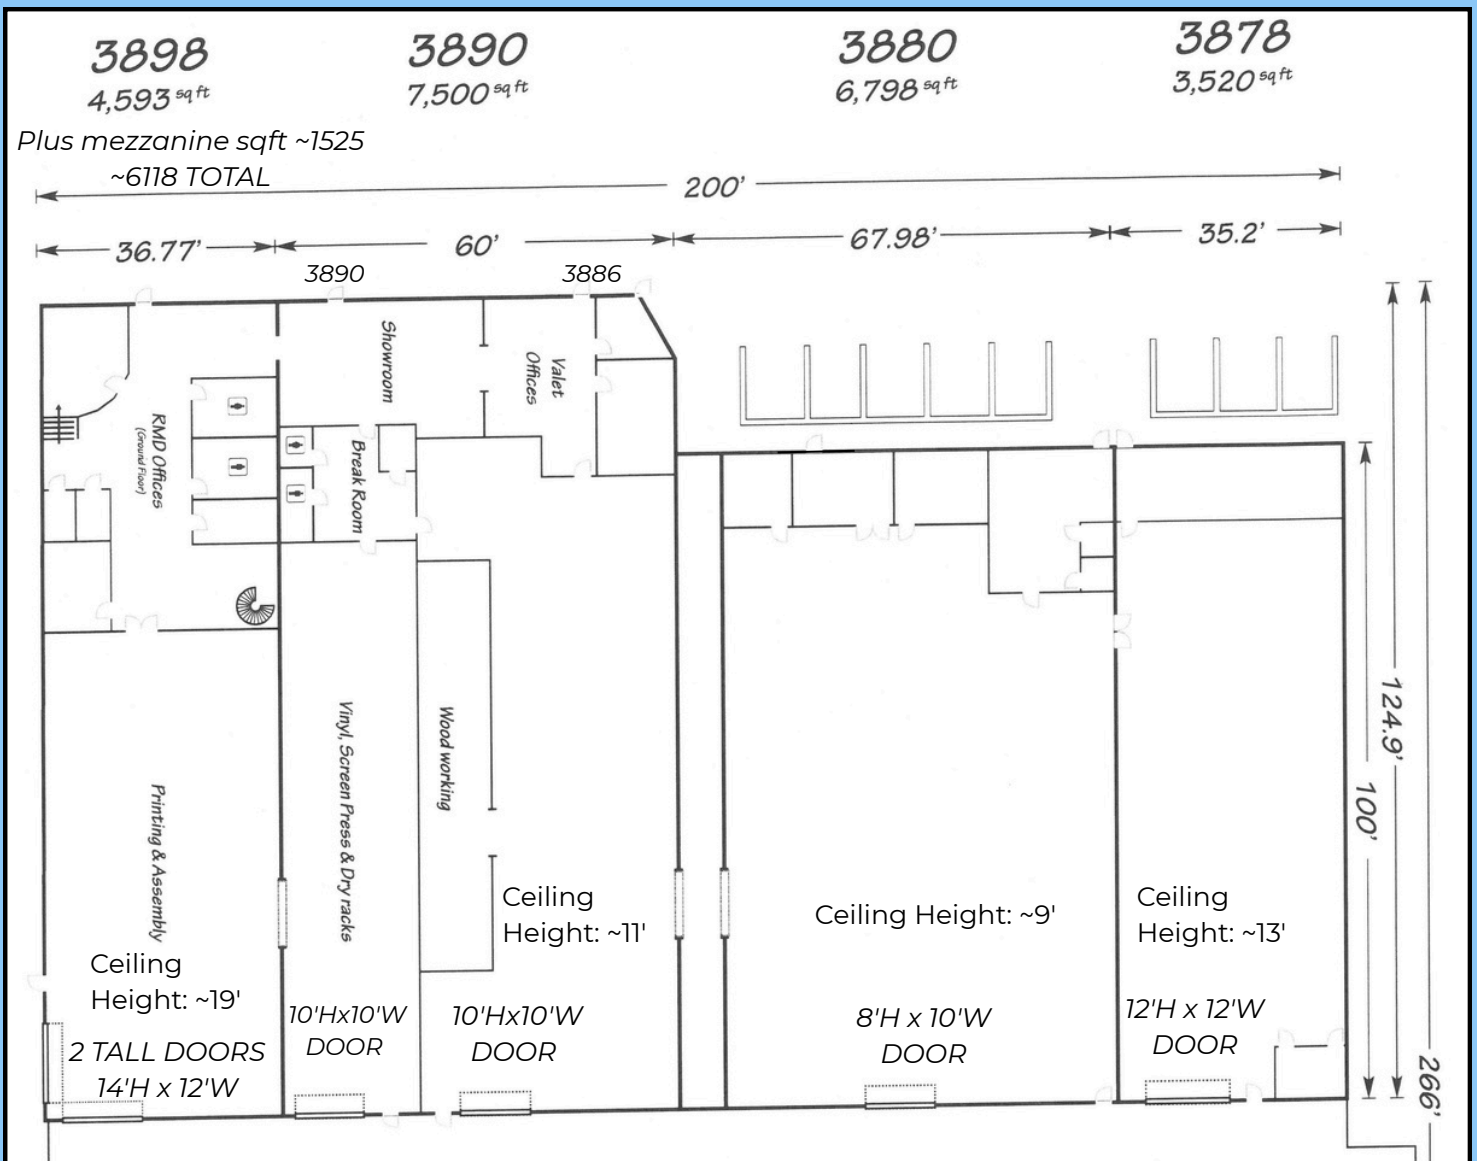 3898
4,593 sq ft
Plus mezzanine sqft ~1525
~6118 TOTAL
3890
7,500 sq ft
3880
6,798 sq ft
3878
3,520 sq ft
200'
36.77'
60'
67.98'
35.2'
3890
3886
Showroom
Valet
Offices
RMD Offices
(Ground Floor)
Break Room
Printing & Assembly
Vinyl, Screen Press & Dry racks
Wood working
Ceiling
Height: ~19'
2 TALL DOORS
14'H x 12'W
10'Hx10'W
DOOR
Ceiling
Height: ~11'
10'Hx10'W
DOOR
Ceiling Height: ~9'
8'H x 10'W
DOOR
Ceiling
Height: ~13'
12'H x 12'W
DOOR
100'
124.9'
266'